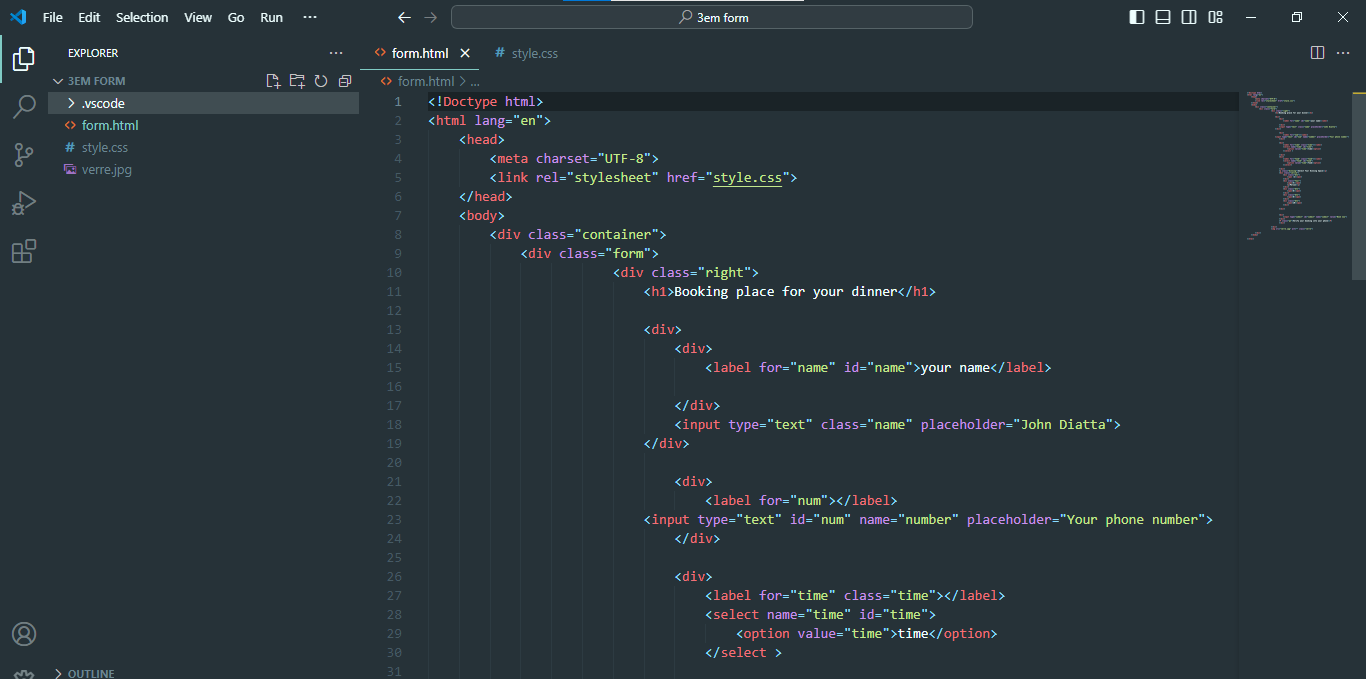 File Edit Selection View Go Run ···
3em form
EXPLORER
3EM FORM
.vscode
form.html
style.css
verre.jpg
OUTLINE
form.html
# style.css
form.html > ...
1 <!Doctype html>
2 <html lang="en">
3 <head>
4 <meta charset="UTF-8">
5 <link rel="stylesheet" href="style.css">
6 </head>
7 <body>
8 <div class="container">
9 <div class="form">
10 <div class="right">
11 <h1>Booking place for your dinner</h1>
12
13 <div>
14 <div>
15 <label for="name" id="name">your name</label>
16
17 </div>
18 <input type="text" class="name" placeholder="John Diatta">
19 </div>
20
21 <div>
22 <label for="num"></label>
23 <input type="text" id="num" name="number" placeholder="Your phone number">
24 </div>
25
26 <div>
27 <label for="time" class="time"></label>
28 <select name="time" id="time">
29 <option value="time">time</option>
30 </select >
31